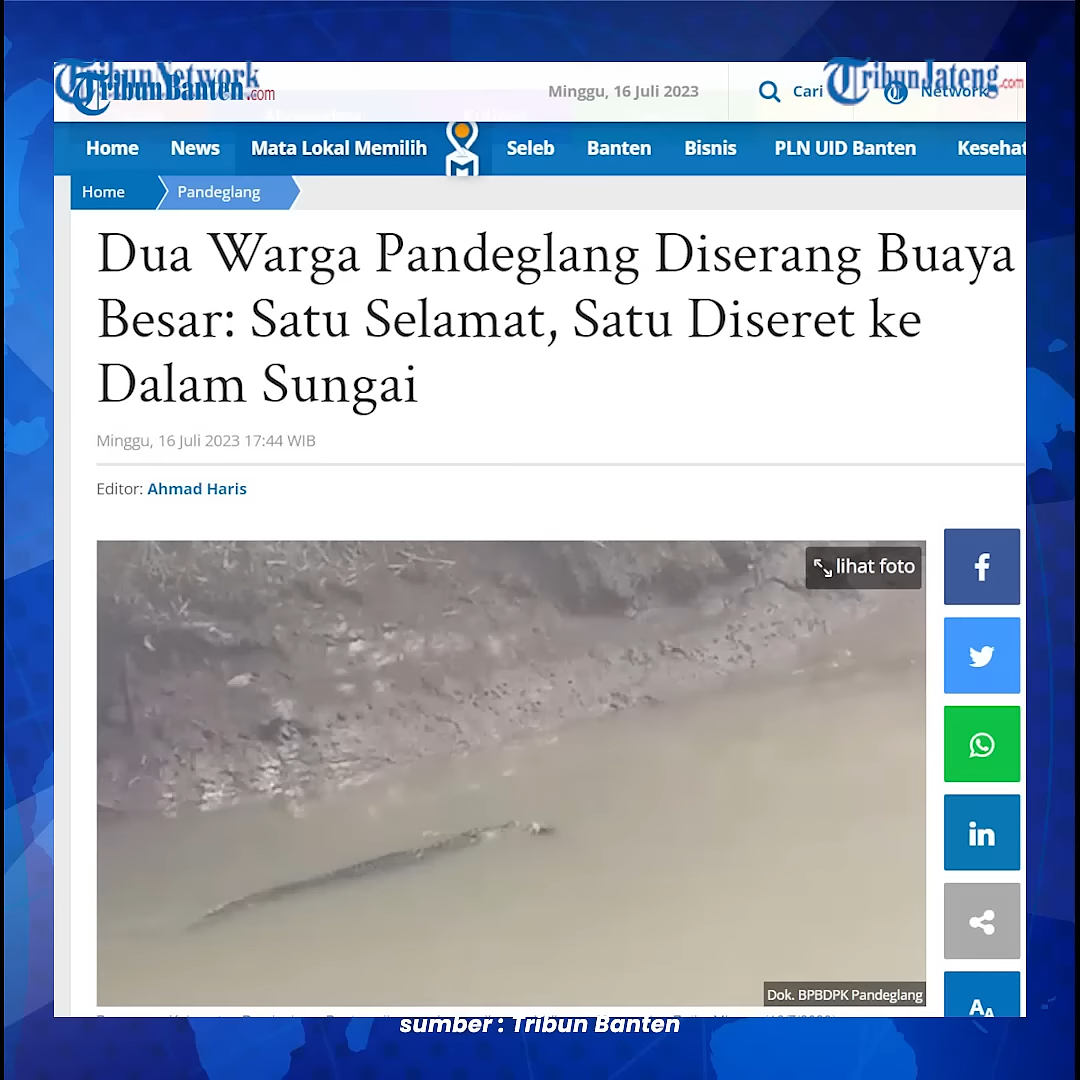 TribunNetwork
TribunBanten.com
Minggu, 16 Juli 2023
Cari
TribunJateng.com
Network
Home News Mata Lokal Memilih M Seleb Banten Bisnis PLN UID Banten Kesehat
Home Pandeglang
Dua Warga Pandeglang Diserang Buaya
Besar: Satu Selamat, Satu Diseret ke
Dalam Sungai
Minggu, 16 Juli 2023 17:44 WIB
Editor: Ahmad Haris
lihat foto
f
in
Dok. BPBDPK Pandeglang
AA
sumber : Tribun Banten